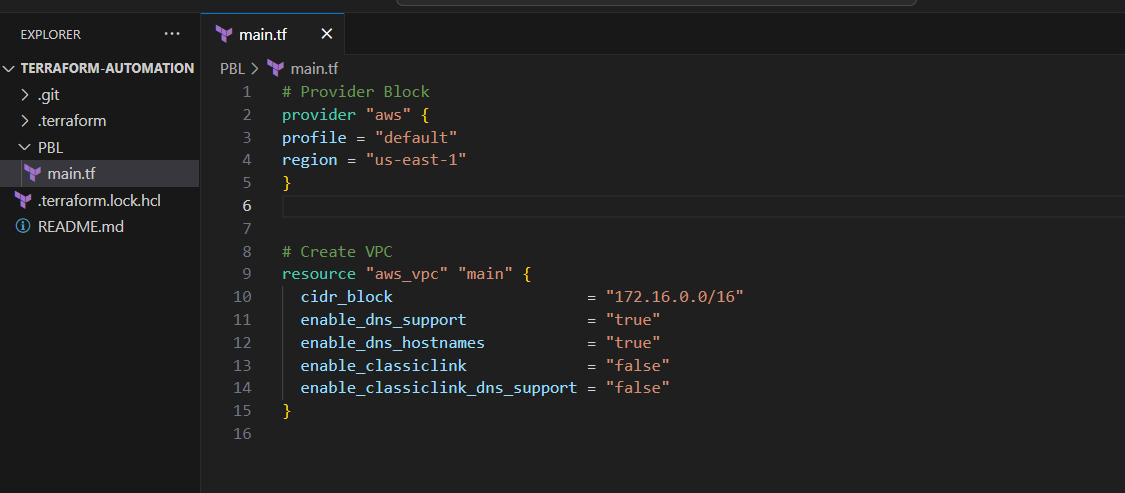 EXPLORER ...
TERRAFORM-AUTOMATION
.git
.terraform
PBL
main.tf
.terraform.lock.hcl
README.md
main.tf
PBL > main.tf
1 # Provider Block
2 provider "aws" {
3 profile = "default"
4 region = "us-east-1"
5 }
6
7
8 # Create VPC
9 resource "aws_vpc" "main" {
10   cidr_block                     = "172.16.0.0/16"
11   enable_dns_support             = "true"
12   enable_dns_hostnames           = "true"
13   enable_classiclink             = "false"
14   enable_classiclink_dns_support = "false"
15 }
16